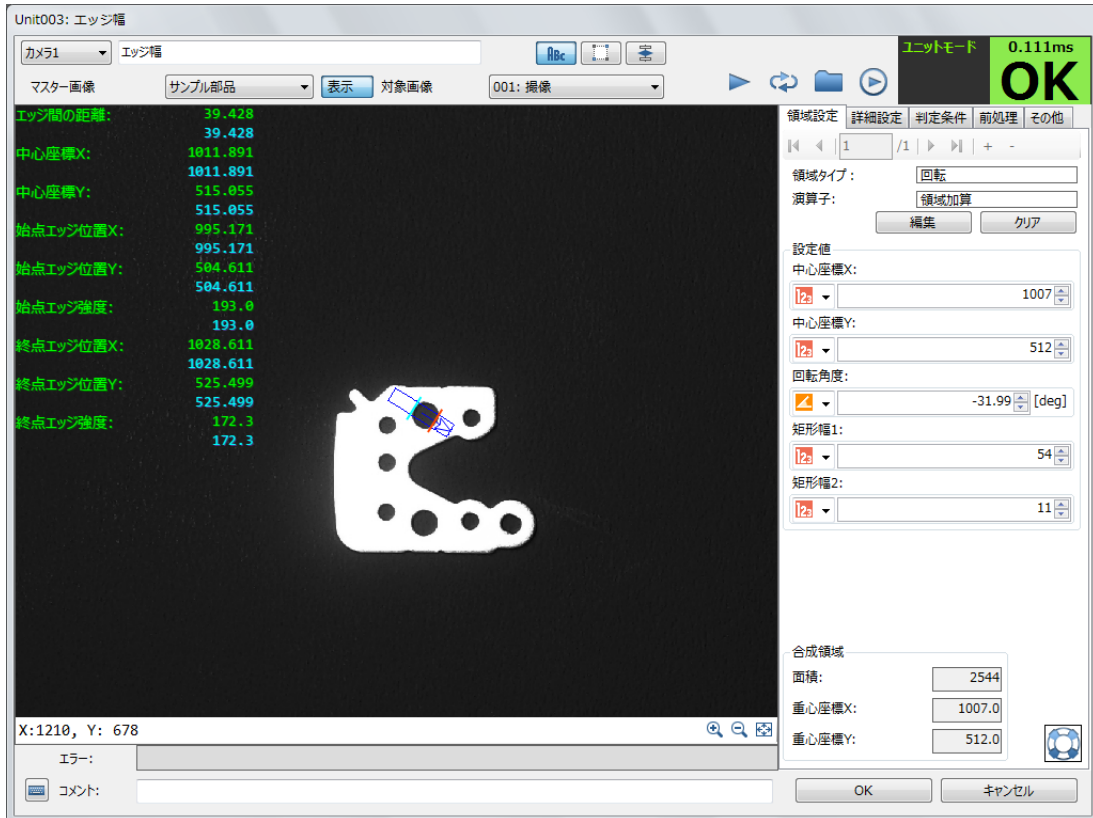 Unit003: エッジ幅
カメラ1 エッジ幅 ABc ユニットモード 0.111ms
OK
マスター画像 サンプル部品 表示 対象画像 001: 撮像
エッジ間の距離: 39.428
39.428
中心座標X: 1011.891
1011.891
中心座標Y: 515.055
515.055
始点エッジ位置X: 995.171
995.171
始点エッジ位置Y: 504.611
504.611
始点エッジ強度: 193.0
193.0
終点エッジ位置X: 1028.611
1028.611
終点エッジ位置Y: 525.499
525.499
終点エッジ強度: 172.3
172.3
領域設定 詳細設定 判定条件 前処理 その他
1 /1 + -
領域タイプ: 回転
演算子: 領域加算
編集 クリア
設定値
中心座標X:
123 1007
中心座標Y:
123 512
回転角度:
-31.99 [deg]
矩形幅1:
123 54
矩形幅2:
123 11
合成領域
面積: 2544
重心座標X: 1007.0
重心座標Y: 512.0
X:1210, Y: 678
エラー:
コメント:
OK キャンセル